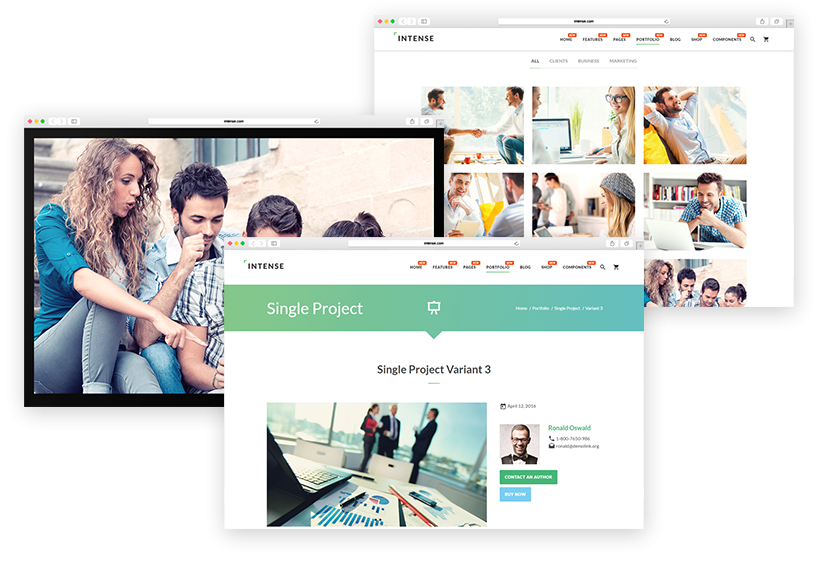 intense.com
INTENSE
HOME NEW FEATURES NEW PAGES NEW PORTFOLIO NEW BLOG SHOP NEW COMPONENTS NEW
ALL CLIENTS BUSINESS MARKETING
intense.com
intense.com
INTENSE
HOME NEW FEATURES NEW PAGES NEW PORTFOLIO NEW BLOG SHOP NEW COMPONENTS NEW
Single Project
Home / Portfolio / Single Project / Variant 3
Single Project Variant 3
April 12, 2016
Ronald Oswald
1-800-7650-986
ronald@demolink.org
CONTACT AN AUTHOR
BUY NOW